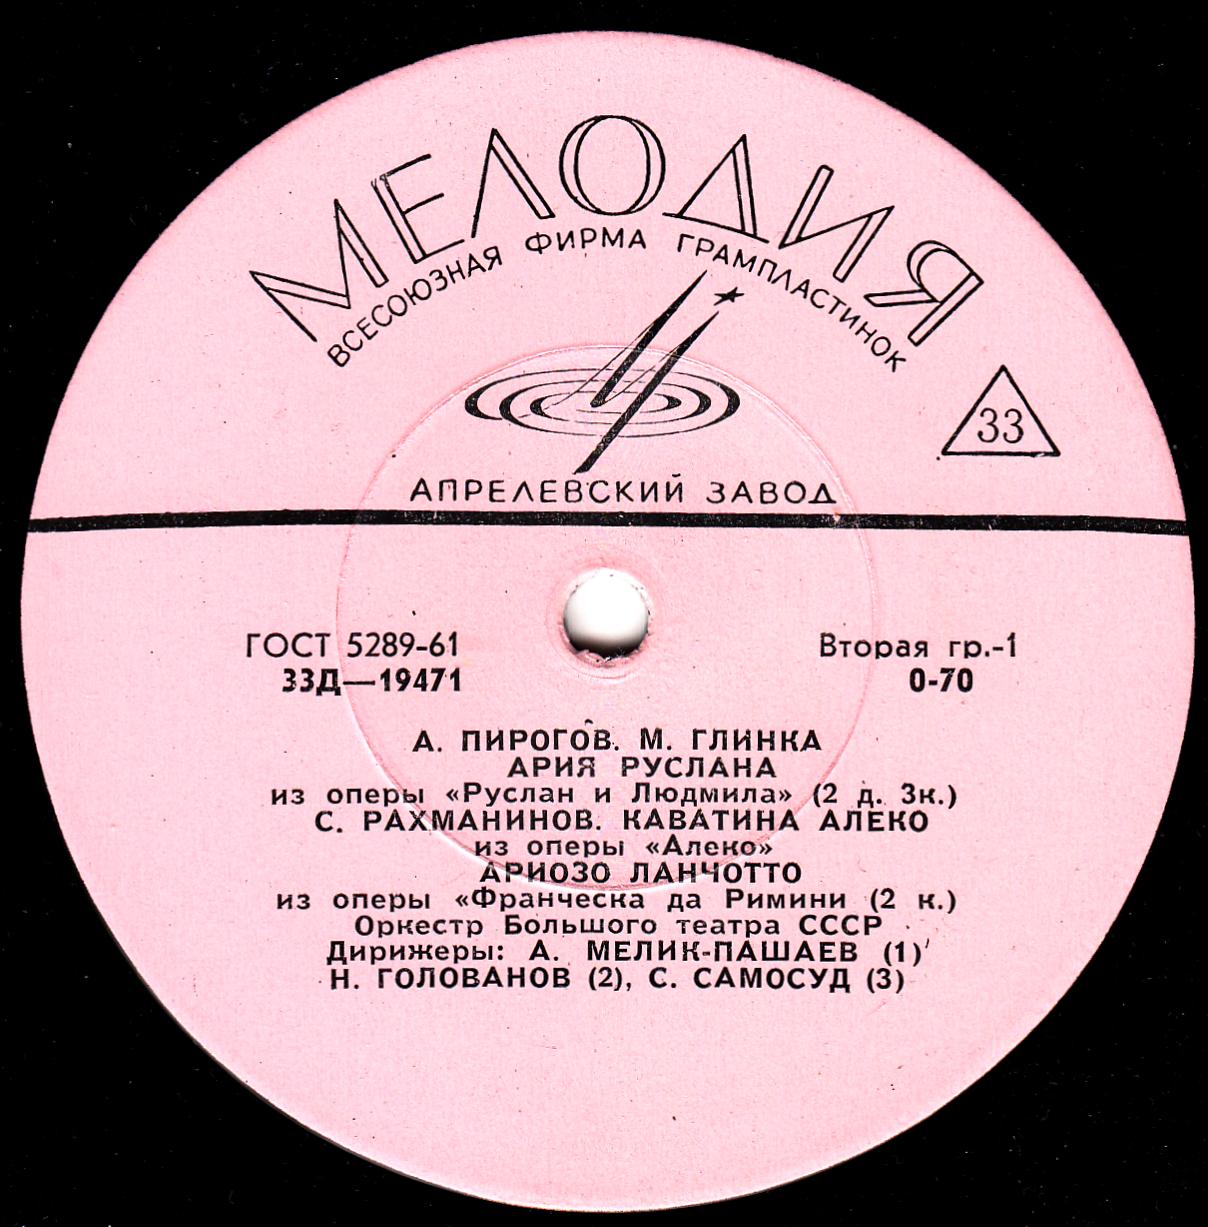 МЕЛОДИЯ
ВСЕСОЮЗНАЯ ФИРМА ГРАМПЛАСТИНОК
33
АПРЕЛЕВСКИЙ ЗАВОД
ГОСТ 5289-61
33Д—19471
Вторая гр.-1
0-70
А. ПИРОГОВ. М. ГЛИНКА
АРИЯ РУСЛАНА
из оперы «Руслан и Людмила» (2 д. 3к.)
С. РАХМАНИНОВ. КАВАТИНА АЛЕКО
из оперы «Алеко»
АРИОЗО ЛАНЧОТТО
из оперы «Франческа да Римини (2 к.)
Оркестр Большого театра СССР
Дирижеры: А. МЕЛИК-ПАШАЕВ (1)
Н. ГОЛОВАНОВ (2), С. САМОСУД (3)